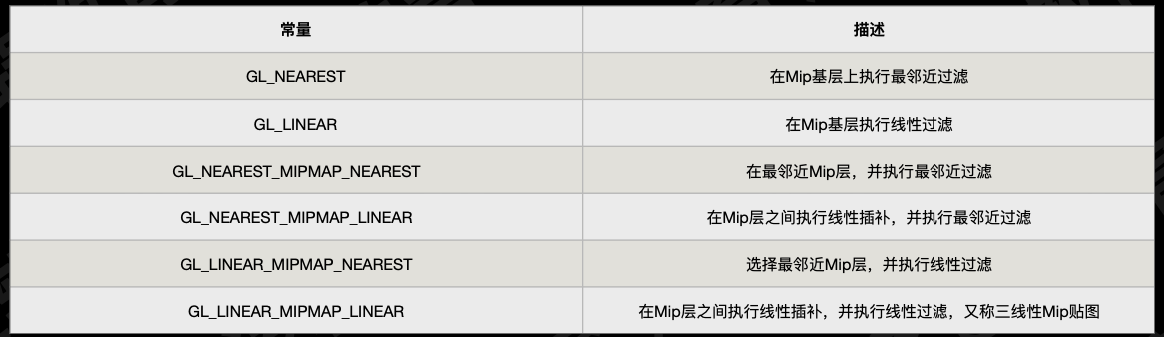 常量 描述
GL_NEAREST 在Mip基层上执行最邻近过滤
GL_LINEAR 在Mip基层执行线性过滤
GL_NEAREST_MIPMAP_NEAREST 在最邻近Mip层，并执行最邻近过滤
GL_NEAREST_MIPMAP_LINEAR 在Mip层之间执行线性插补，并执行最邻近过滤
GL_LINEAR_MIPMAP_NEAREST 选择最邻近Mip层，并执行线性过滤
GL_LINEAR_MIPMAP_LINEAR 在Mip层之间执行线性插补，并执行线性过滤，又称三线性Mip贴图